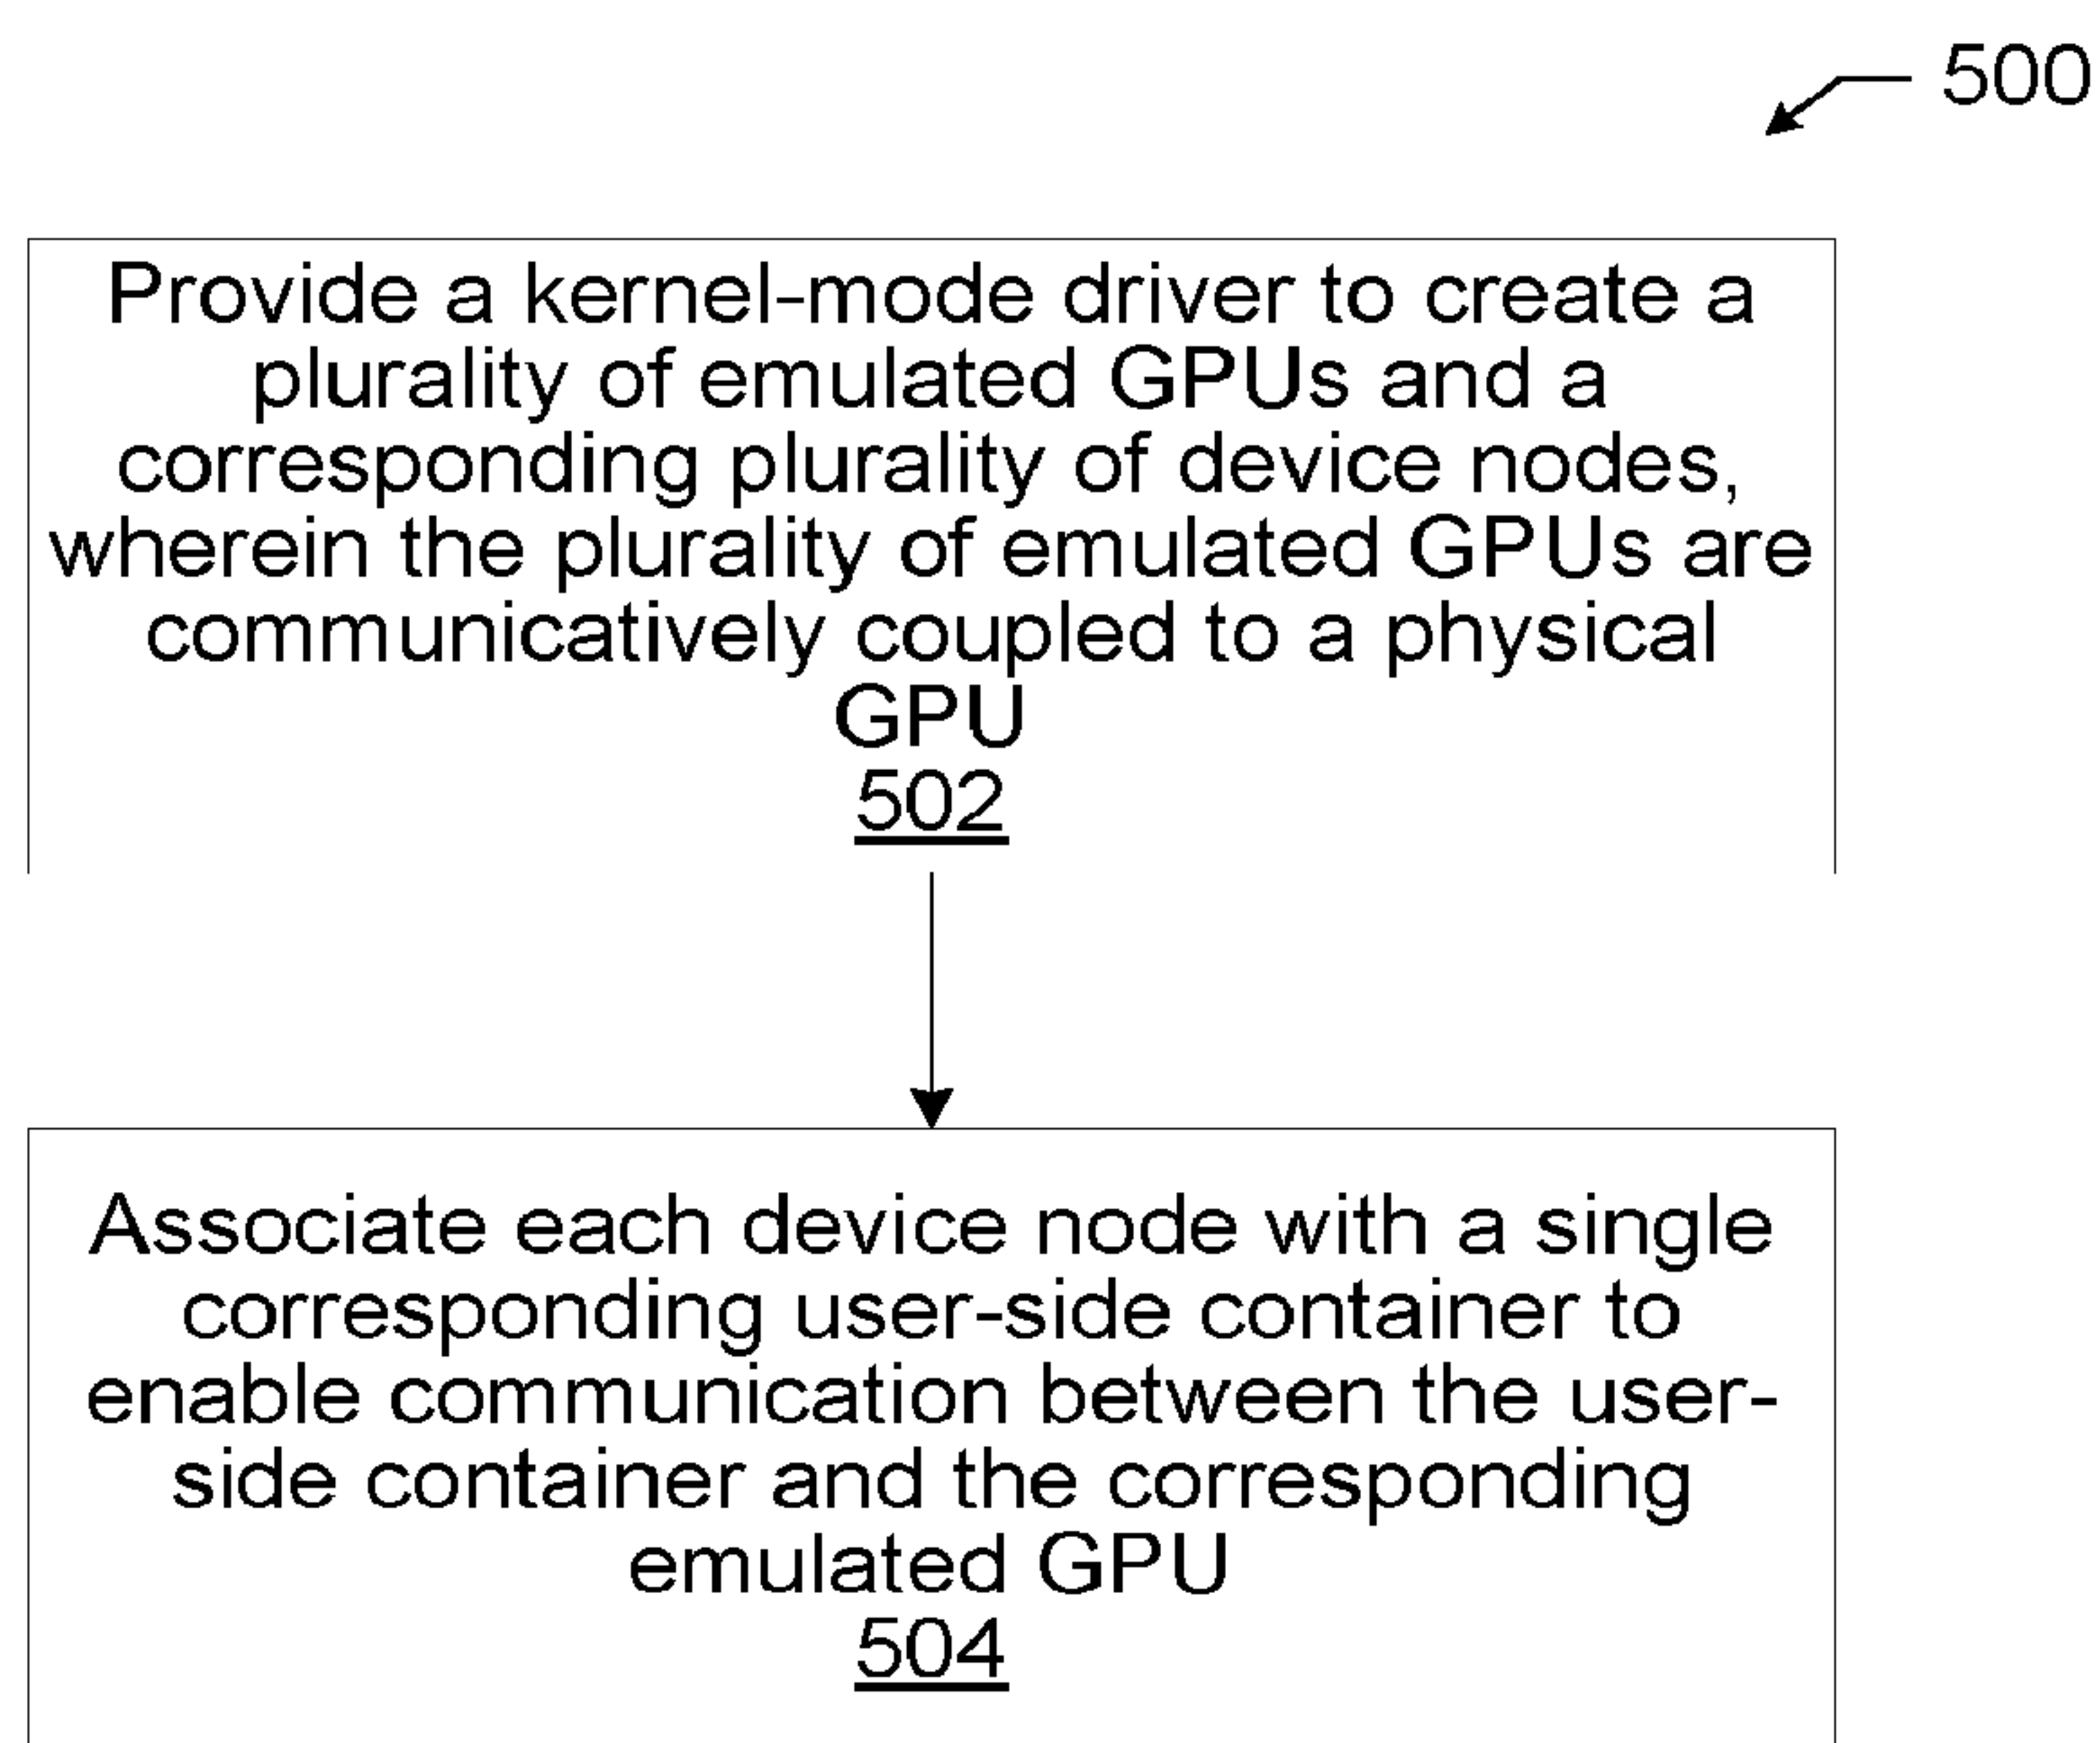 500
Provide a kernel-mode driver to create a
plurality of emulated GPUs and a
corresponding plurality of device nodes,
wherein the plurality of emulated GPUs are
communicatively coupled to a physical
GPU
502
Associate each device node with a single
corresponding user-side container to
enable communication between the user-
side container and the corresponding
emulated GPU
504